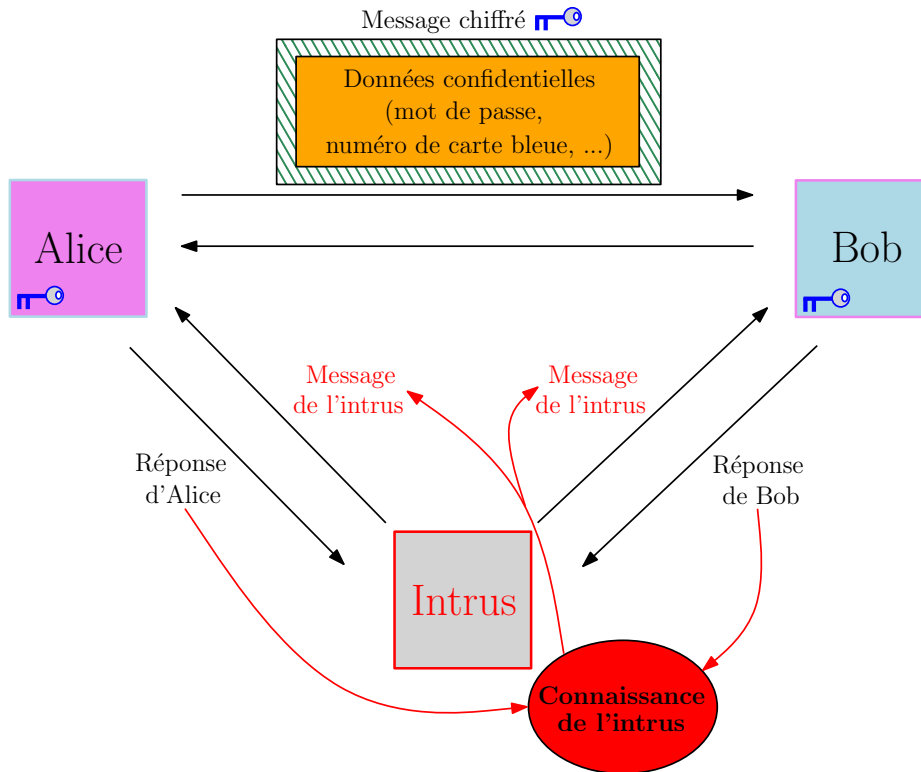 Message chiffré
Données confidentielles
(mot de passe,
numéro de carte bleue, ...)
Alice
Bob
Message
de l'intrus
Message
de l'intrus
Réponse
d'Alice
Réponse
de Bob
Intrus
Connaissance
de l'intrus